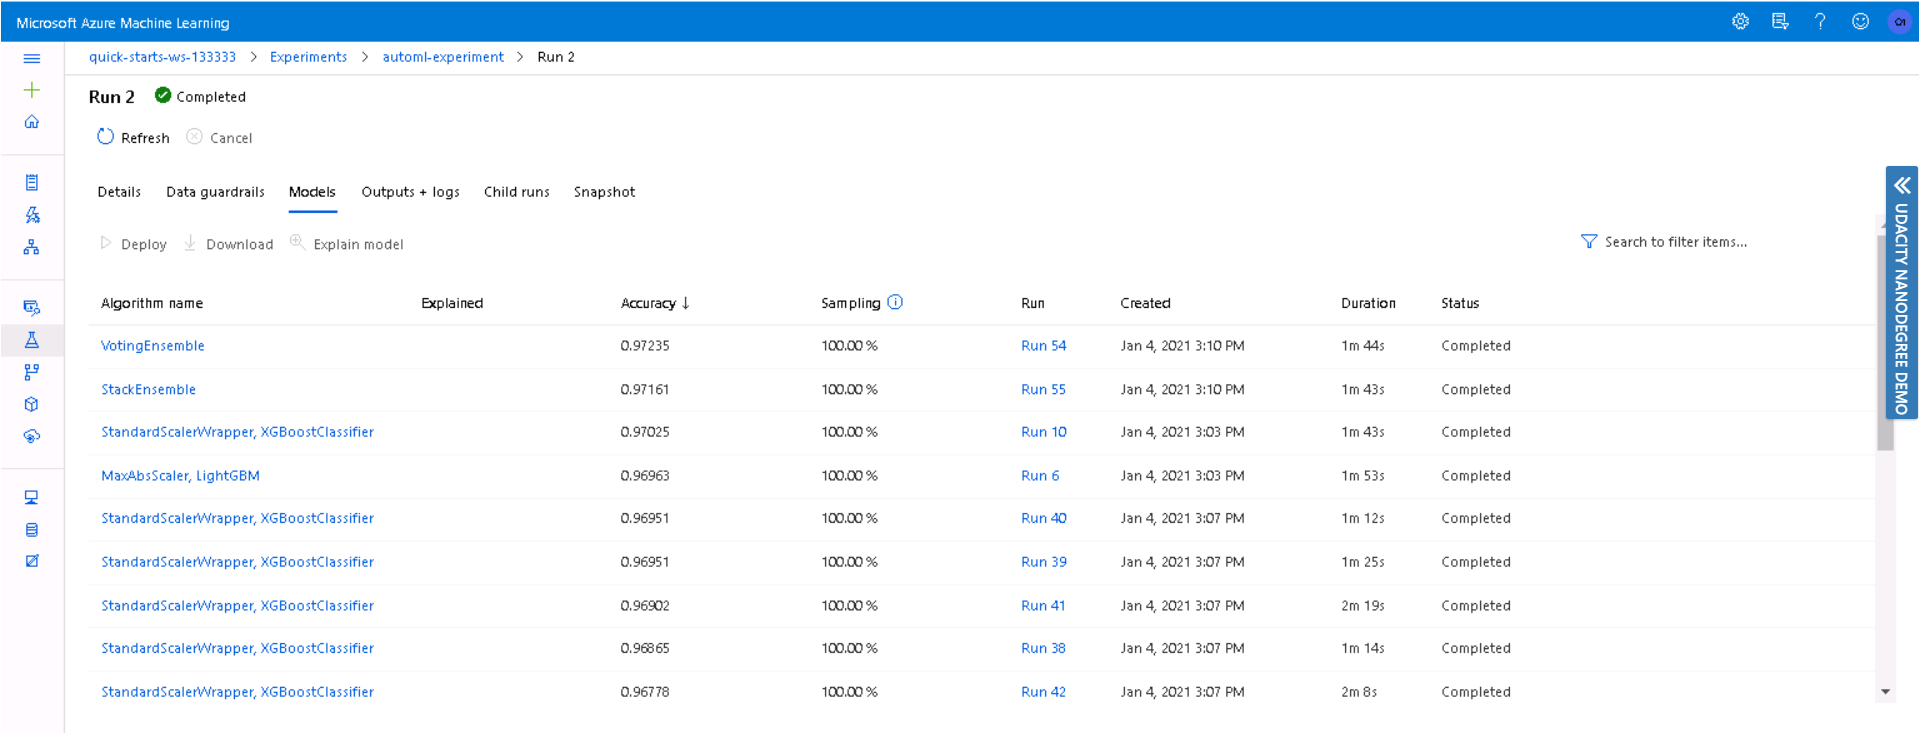 Microsoft Azure Machine Learning
quick-starts-ws-133333 > Experiments > automl-experiment > Run 2
Run 2 Completed
Refresh Cancel
Details Data guardrails Models Outputs + logs Child runs Snapshot
Deploy Download Explain model Search to filter items...
Algorithm name Explained Accuracy ↓ Sampling Run Created Duration Status
VotingEnsemble 0.97235 100.00 % Run 54 Jan 4, 2021 3:10 PM 1m 44s Completed
StackEnsemble 0.97161 100.00 % Run 55 Jan 4, 2021 3:10 PM 1m 43s Completed
StandardScalerWrapper, XGBoostClassifier 0.97025 100.00 % Run 10 Jan 4, 2021 3:03 PM 1m 43s Completed
MaxAbsScaler, LightGBM 0.96963 100.00 % Run 6 Jan 4, 2021 3:03 PM 1m 53s Completed
StandardScalerWrapper, XGBoostClassifier 0.96951 100.00 % Run 40 Jan 4, 2021 3:07 PM 1m 12s Completed
StandardScalerWrapper, XGBoostClassifier 0.96951 100.00 % Run 39 Jan 4, 2021 3:07 PM 1m 25s Completed
StandardScalerWrapper, XGBoostClassifier 0.96902 100.00 % Run 41 Jan 4, 2021 3:07 PM 2m 19s Completed
StandardScalerWrapper, XGBoostClassifier 0.96865 100.00 % Run 38 Jan 4, 2021 3:07 PM 1m 14s Completed
StandardScalerWrapper, XGBoostClassifier 0.96778 100.00 % Run 42 Jan 4, 2021 3:07 PM 2m 8s Completed
UDACITY NANODEGREE DEMO